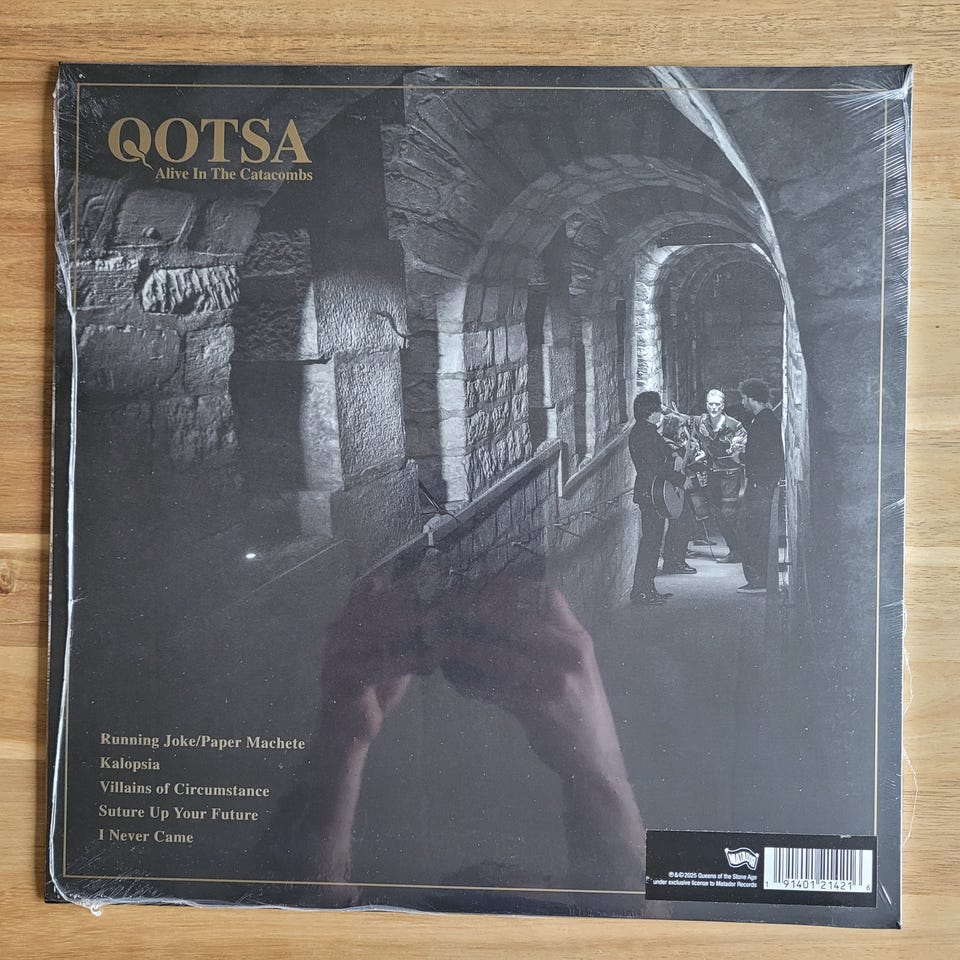 QOTSA
Alive In The Catacombs
Running Joke/Paper Machete
Kalopsia
Villains of Circumstance
Suture Up Your Future
I Never Came
MATADOR
℗&©2025 Queens of the Stone Age
under exclusive license to Matador Records
1 91401 21421 6